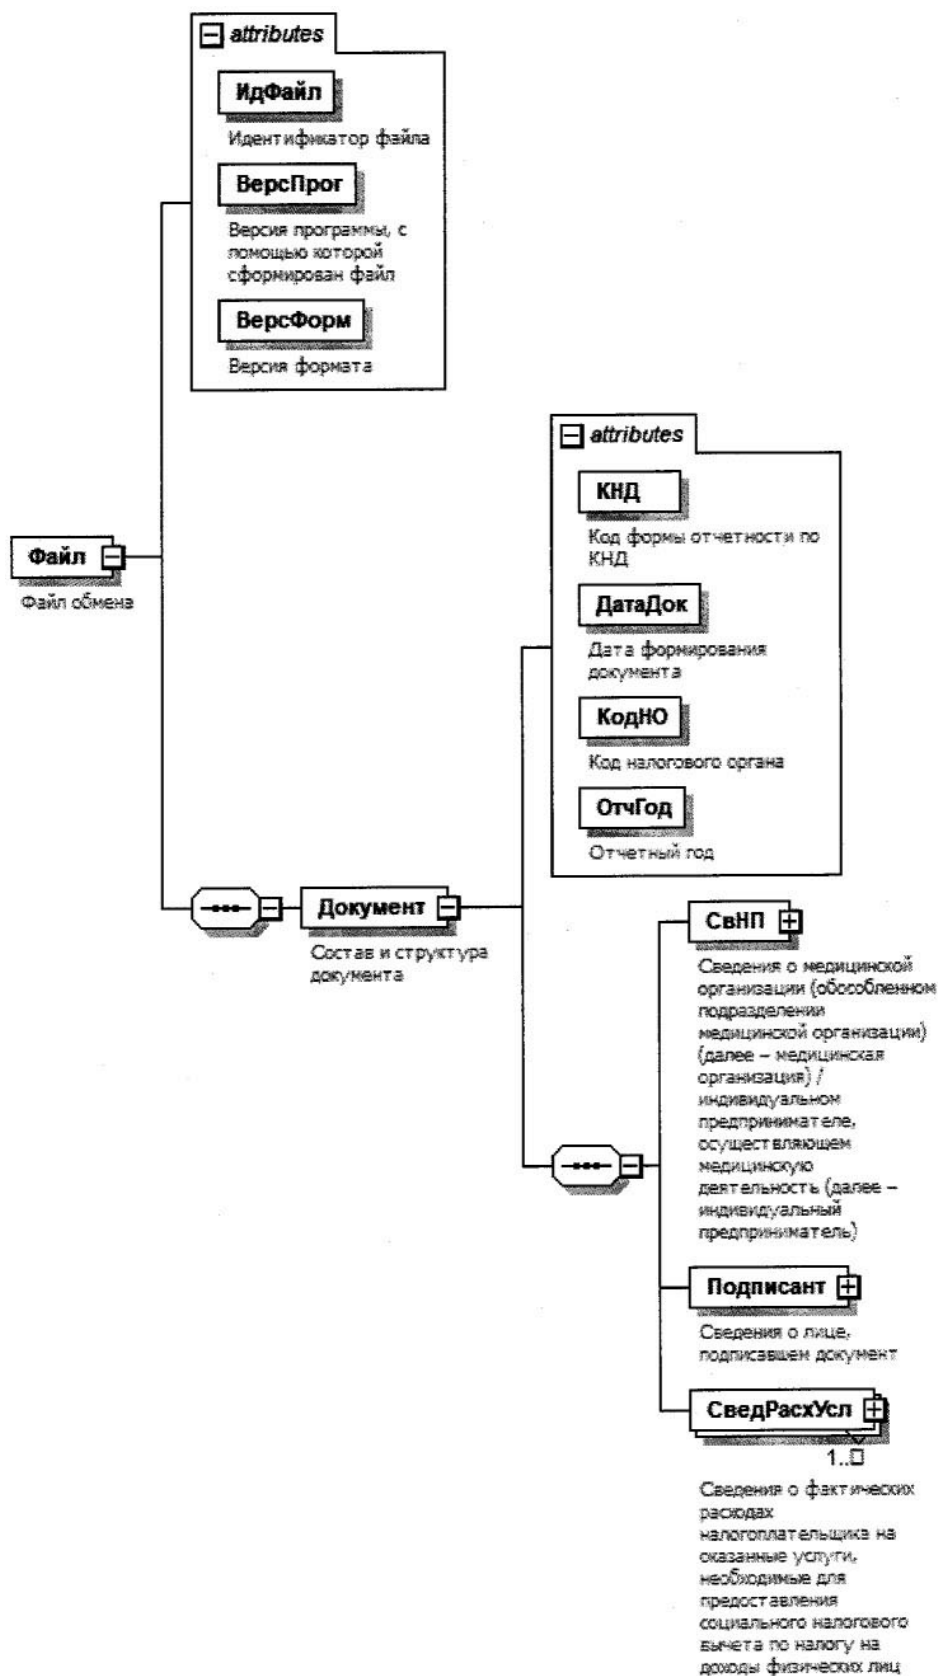 attributes
ИдФайл
Идентификатор файла
ВерсПрог
Версия программы, с
помощью которой
сформирован файл
ВерсФорм
Версия формата
attributes
КНД
Код формы отчетности по
КНД
Файл
Файл обмена
ДатаДок
Дата формирования
документа
КодНО
Код налогового органа
ОтчГод
Отчетный год
Документ
Состав и структура
документа
СвНП
Сведения о медицинской
организации (обособленном
подразделении
медицинской организации)
(далее – медицинская
организация) /
индивидуальном
предпринимателе,
осуществляющем
медицинскую
деятельность (далее –
индивидуальный
предприниматель)
Подписант
Сведения о лице,
подписавшем документ
СведРасхУсл
1..□
Сведения о фактических
расходах
налогоплательщика на
оказанные услуги,
необходимые для
предоставления
социального налогового
вычета по налогу на
доходы физических лиц